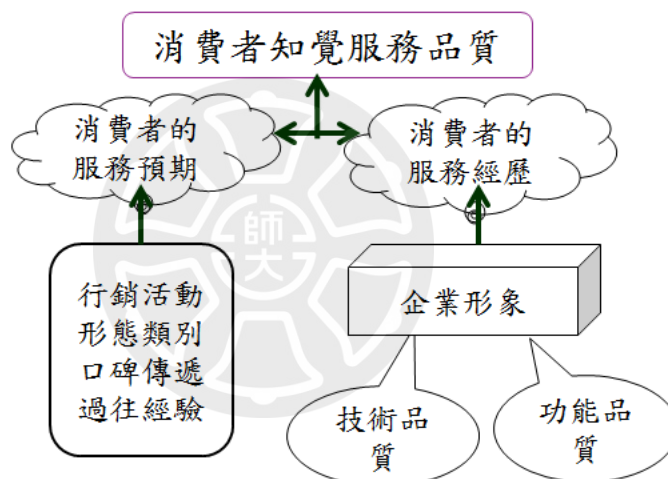 消費者知覺服務品質
消費者的
服務預期
消費者的
服務經歷
師大
行銷活動
形態類別
口碑傳遞
過往經驗
企業形象
技術品
質
功能品
質